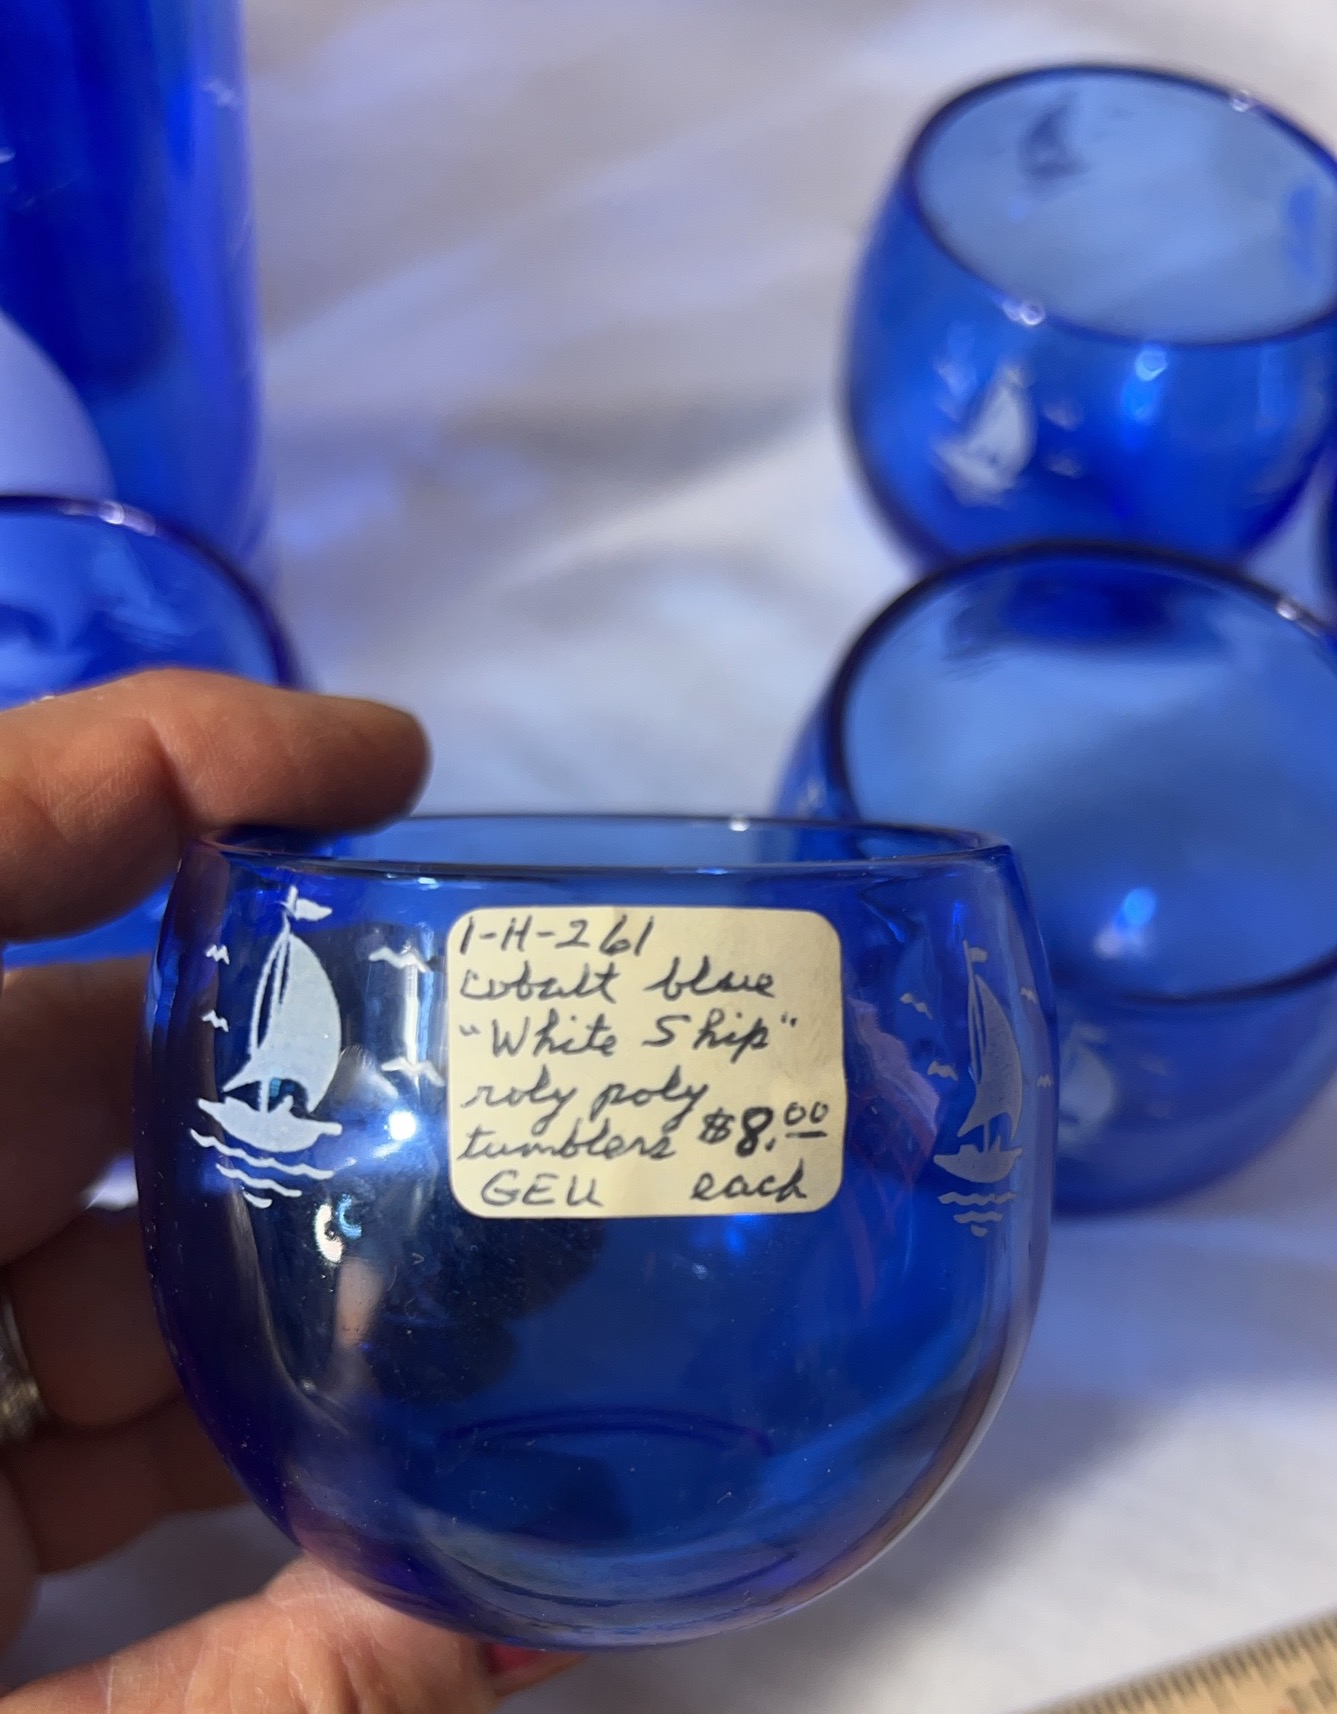 1-H-261
cobalt blue
"White Ship"
roly poly
tumblers $8.00
GEU each